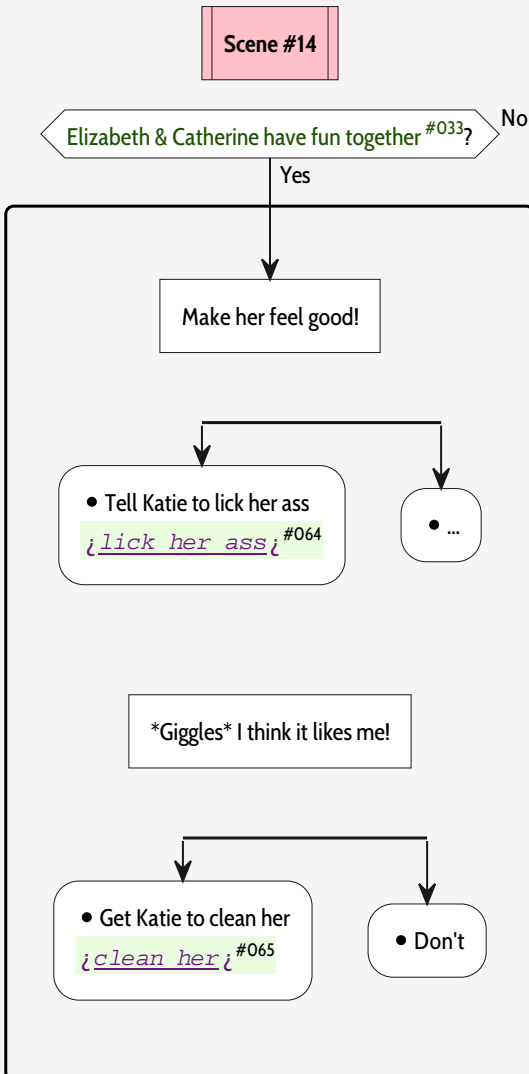 Scene #14
Elizabeth & Catherine have fun together #033?
No
Yes
Make her feel good!
• Tell Katie to lick her ass
¿lick her ass¿ #064
• ...
*Giggles* I think it likes me!
• Get Katie to clean her
¿clean her¿ #065
• Don't